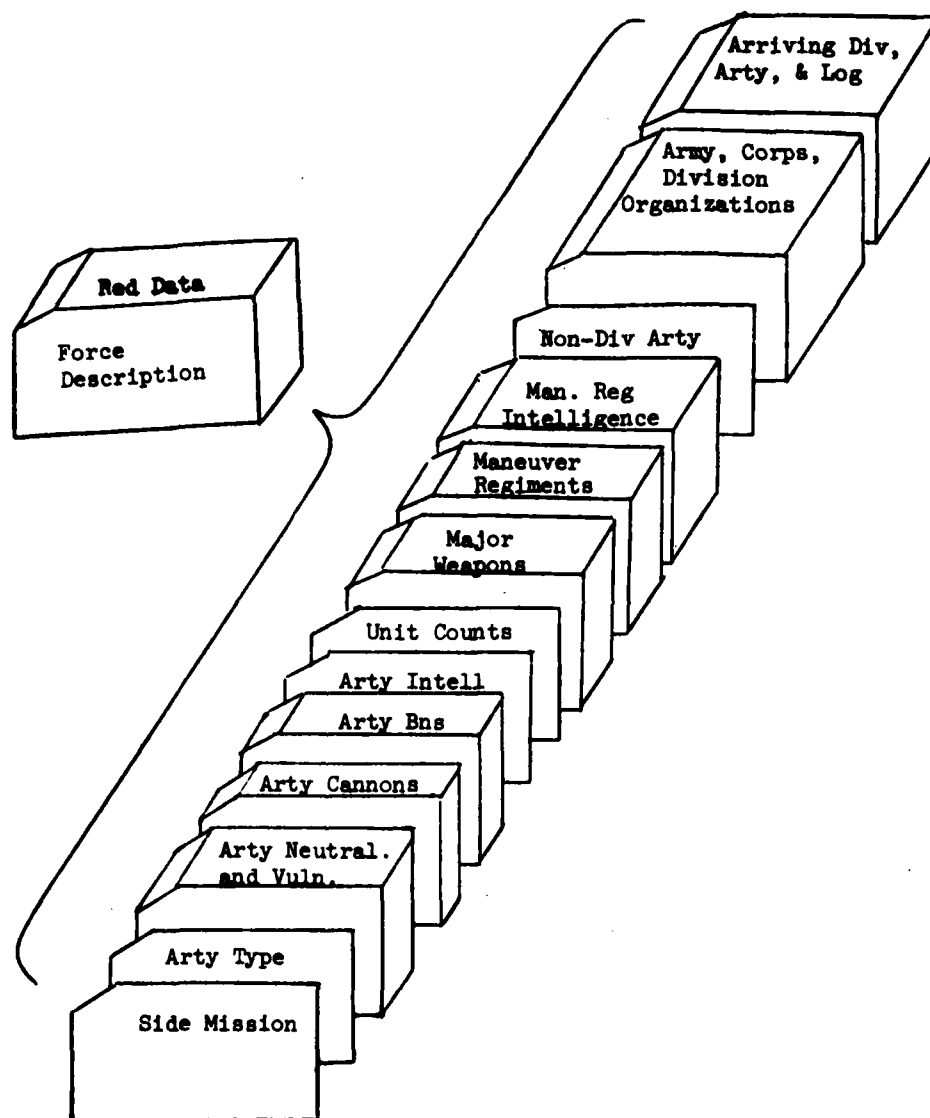 Arriving Div,
Arty, & Log
Army, Corps,
Division
Organizations
Red Data
Force
Description
Non-Div Arty
Man. Reg
Intelligence
Maneuver
Regiments
Major
Weapons
Unit Counts
Arty Intell
Arty Bns
Arty Cannons
Arty Neutral.
and Vuln.
Arty Type
Side Mission